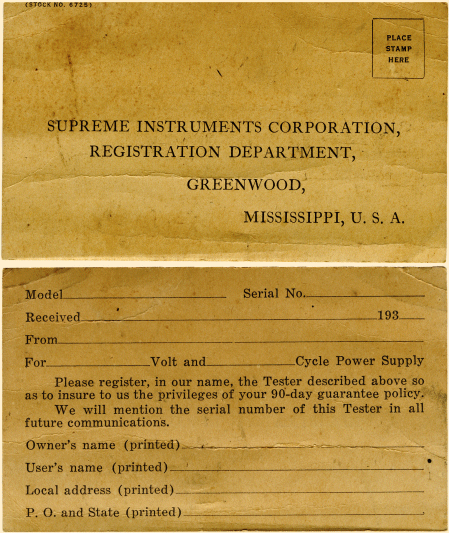 (STOCK NO. 6725)
PLACE
STAMP
HERE
SUPREME INSTRUMENTS CORPORATION,
REGISTRATION DEPARTMENT,
GREENWOOD,
MISSISSIPPI, U. S. A.
Model Serial No.
Received 193
From
For Volt and Cycle Power Supply
Please register, in our name, the Tester described above so
as to insure to us the privileges of your 90-day guarantee policy.
We will mention the serial number of this Tester in all
future communications.
Owner's name (printed)
User's name (printed)
Local address (printed)
P. O. and State (printed)